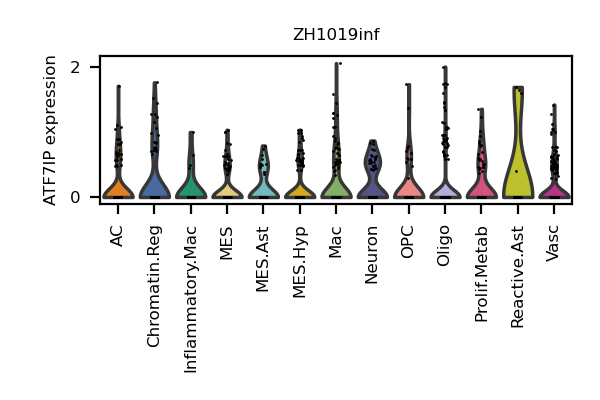 ZH1019inf
ATF7IP expression
2
0
AC
Chromatin.Reg
Inflammatory.Mac
MES
MES.Ast
MES.Hyp
Mac
Neuron
OPC
Oligo
Prolif.Metab
Reactive.Ast
Vasc